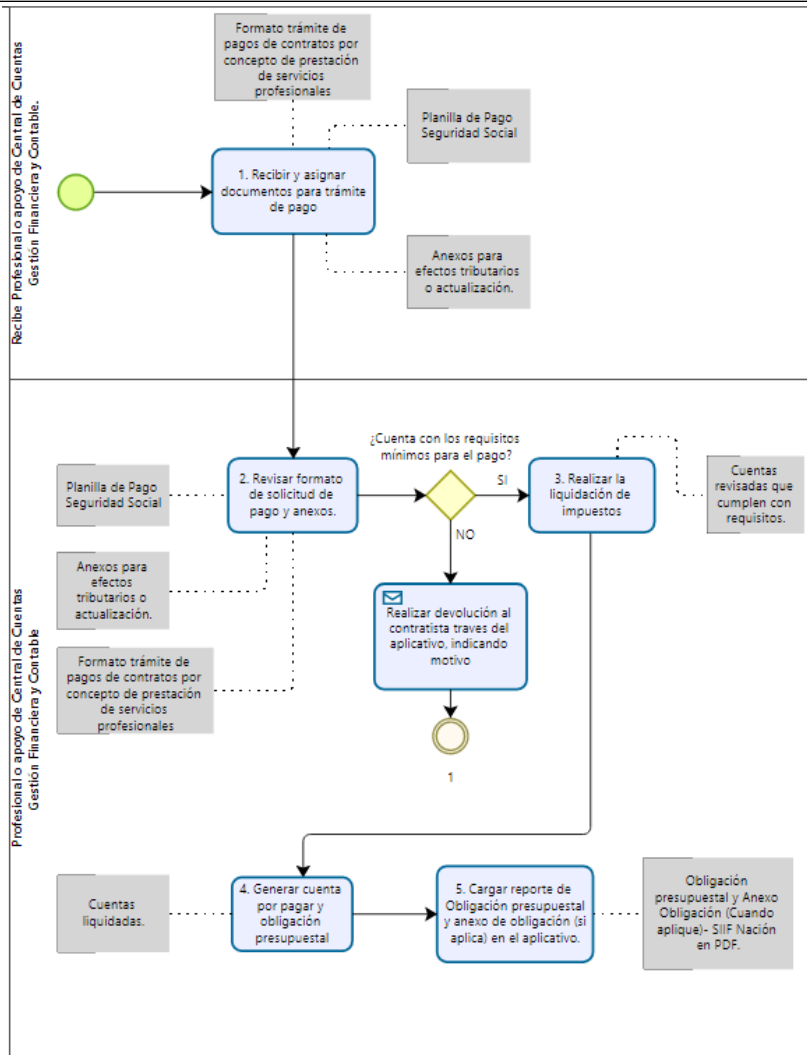 Recibe Profesional o apoyo de Central de Cuentas
Gestión Financiera y Contable.
Formato trámite de
pagos de contratos por
concepto de prestación
de servicios
profesionales
Planilla de Pago
Seguridad Social
1. Recibir y asignar
documentos para trámite
de pago
Anexos para
efectos tributarios
o actualización.
Profesional o apoyo de Central de Cuentas
Gestión Financiera y Contable
¿Cuenta con los requisitos
mínimos para el pago?
Planilla de Pago
Seguridad Social
2. Revisar formato
de solicitud de
pago y anexos.
SI
3. Realizar la
liquidación de
impuestos
Cuentas
revisadas que
cumplen con
requisitos.
NO
Anexos para
efectos
tributarios o
actualización.
Realizar devolución al
contratista traves del
aplicativo, indicando
motivo
Formato trámite de
pagos de contratos por
concepto de prestación
de servicios
profesionales
1
Cuentas
liquidadas.
4. Generar cuenta
por pagar y
obligación
presupuestal
5. Cargar reporte de
Obligación presupuestal
y anexo de obligación (si
aplica) en el aplicativo.
Obligación
presupuestal y Anexo
Obligación (Cuando
aplique)- SIIF Nación
en PDF.